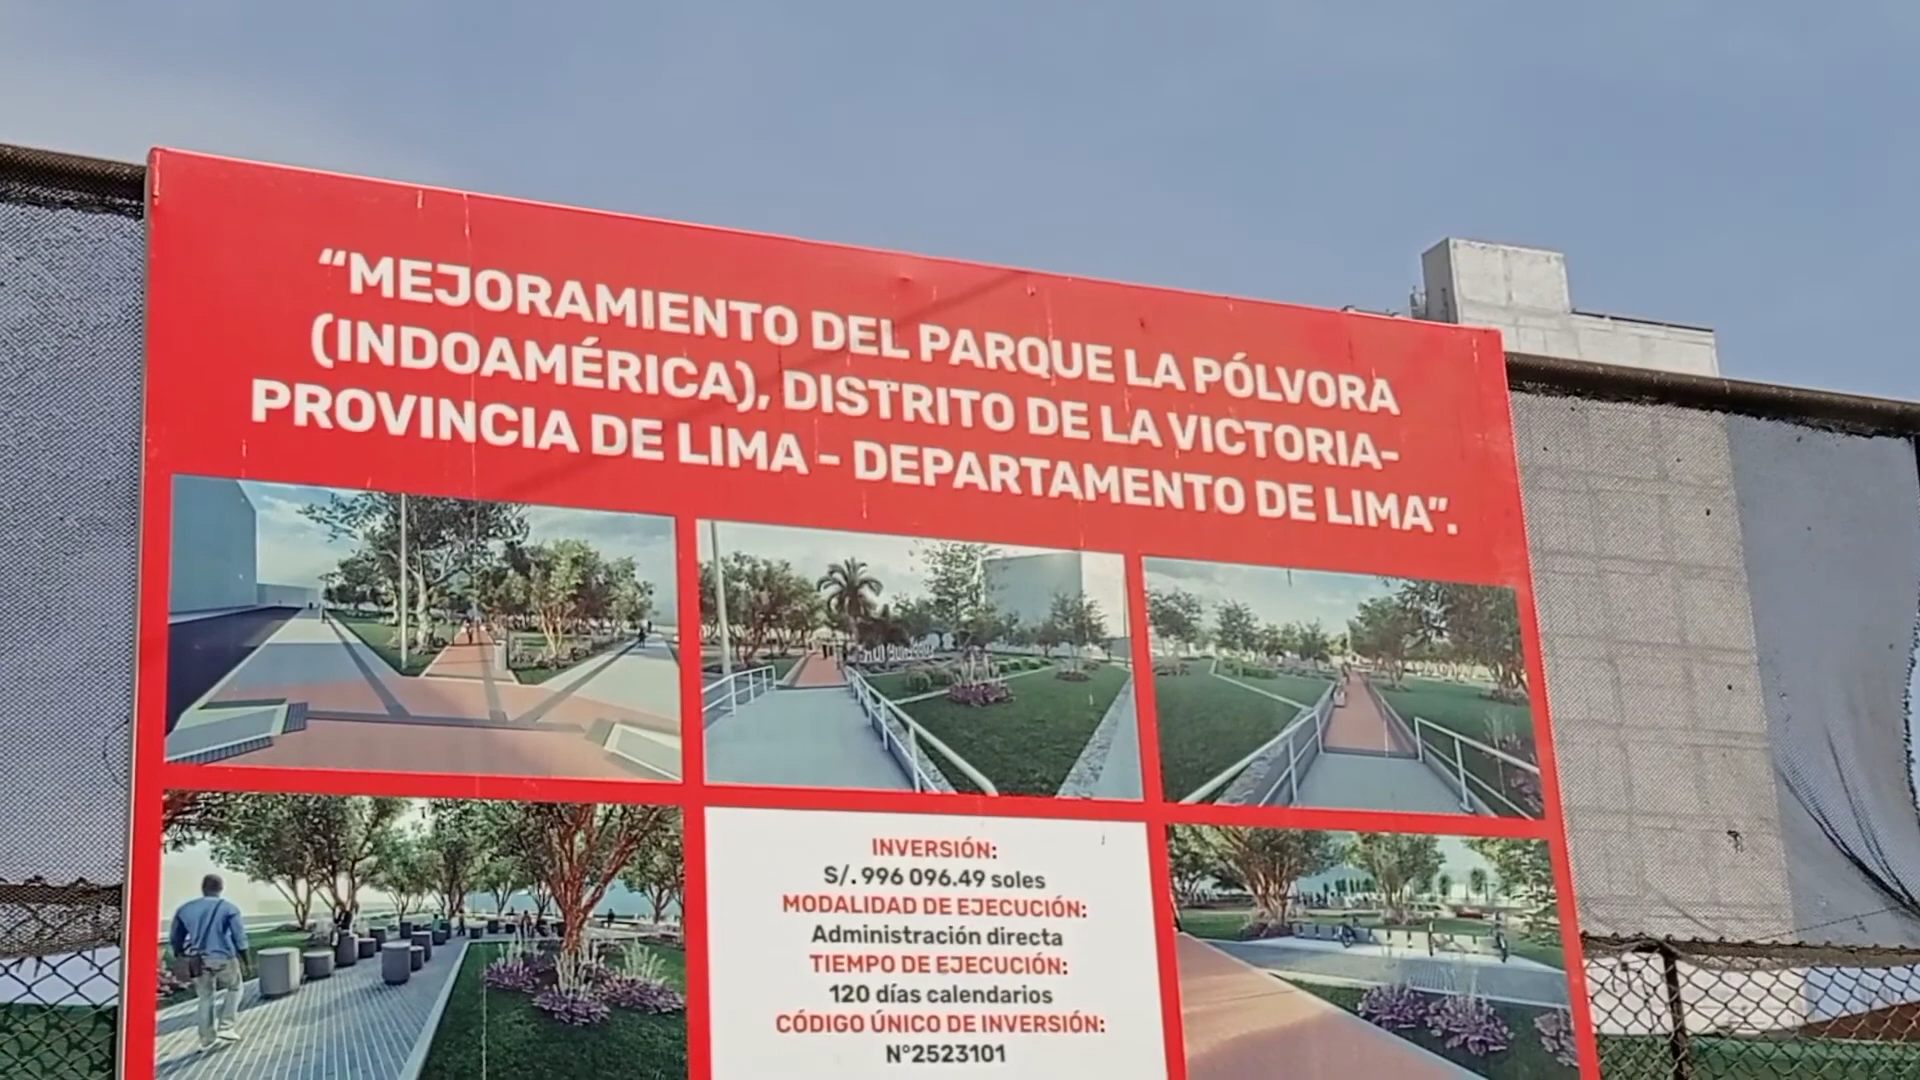 “MEJORAMIENTO DEL PARQUE LA PÓLVORA
(INDOAMÉRICA), DISTRITO DE LA VICTORIA-
PROVINCIA DE LIMA - DEPARTAMENTO DE LIMA”.
INVERSIÓN:
S/. 996 096.49 soles
MODALIDAD DE EJECUCIÓN:
Administración directa
TIEMPO DE EJECUCIÓN:
120 días calendarios
CÓDIGO ÚNICO DE INVERSIÓN:
N°2523101